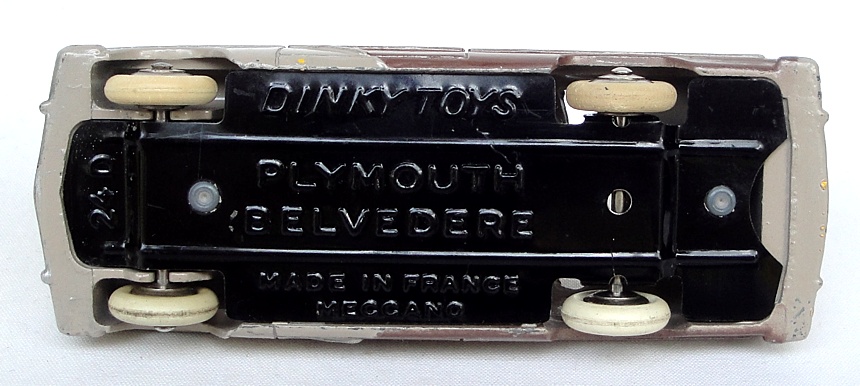 DINKY TOYS
24 D
PLYMOUTH
BELVEDERE
MADE IN FRANCE
MECCANO